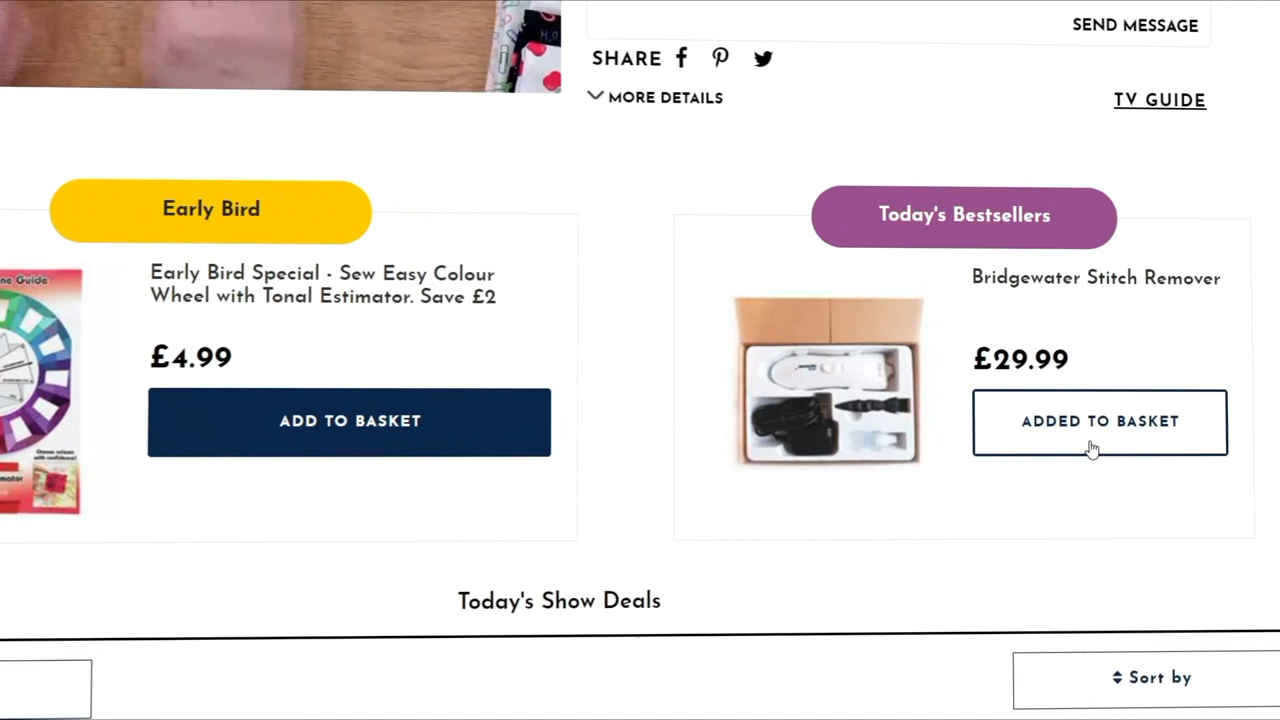 SEND MESSAGE
SHARE
MORE DETAILS
TV GUIDE
Early Bird
Today's Bestsellers
Early Bird Special - Sew Easy Colour
Wheel with Tonal Estimator. Save £2
£4.99
ADD TO BASKET
Bridgewater Stitch Remover
£29.99
ADDED TO BASKET
Today's Show Deals
Sort by